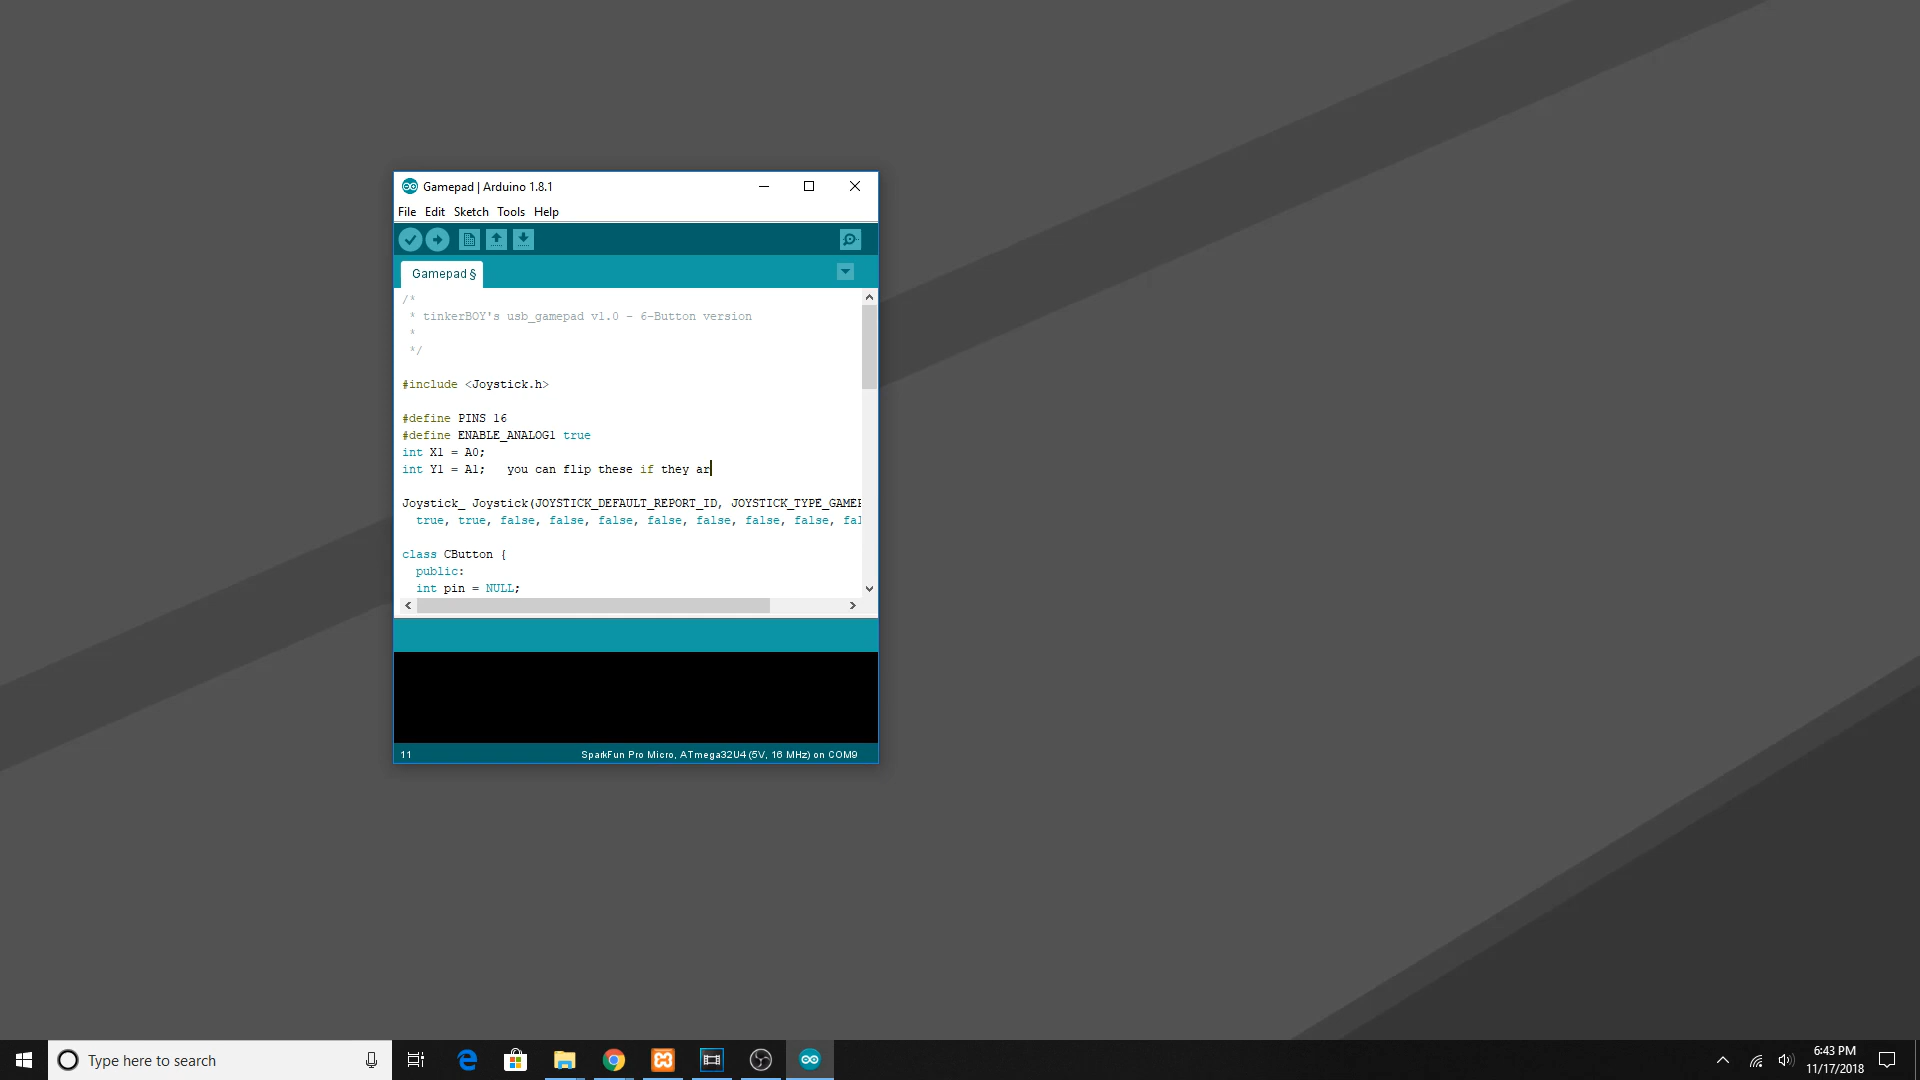 Gamepad | Arduino 1.8.1
File Edit Sketch Tools Help
Gamepad §
/*
* tinkerBOY's usb_gamepad v1.0 - 6-Button version
*
*/
#include <Joystick.h>
#define PINS 16
#define ENABLE_ANALOG1 true
int X1 = A0;
int Y1 = A1;   you can flip these if they ar
Joystick_ Joystick(JOYSTICK_DEFAULT_REPORT_ID, JOYSTICK_TYPE_GAMEP
true, true, false, false, false, false, false, false, false, fal
class CButton {
public:
int pin = NULL;
11
SparkFun Pro Micro, ATmega32U4 (5V, 16 MHz) on COM9
Type here to search
6:43 PM
11/17/2018